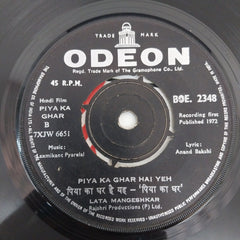 TRADE MARK
ODEON
Regd. Trade Mark of The Gramophone Co. Ltd.
45 R.P.M.
BOE. 2348
Hindi Film
PIYA KA
GHAR
B
7XJW 6651
Recording first
Published 1972
Music:
Laxmikant Pyarelal
Lyric:
Anand Bakshi
PIYA KA GHAR HAI YEH
पिया का घर है यह - 'पिया का घर'
LATA MANGESHKAR
Rajshri Productions (P) Ltd.